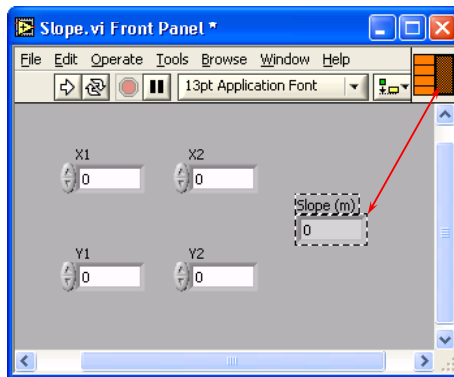 Slope.vi Front Panel *
File Edit Operate Tools Browse Window Help
13pt Application Font
X1 X2
0 0
Slope (m)
0
Y1 Y2
0 0